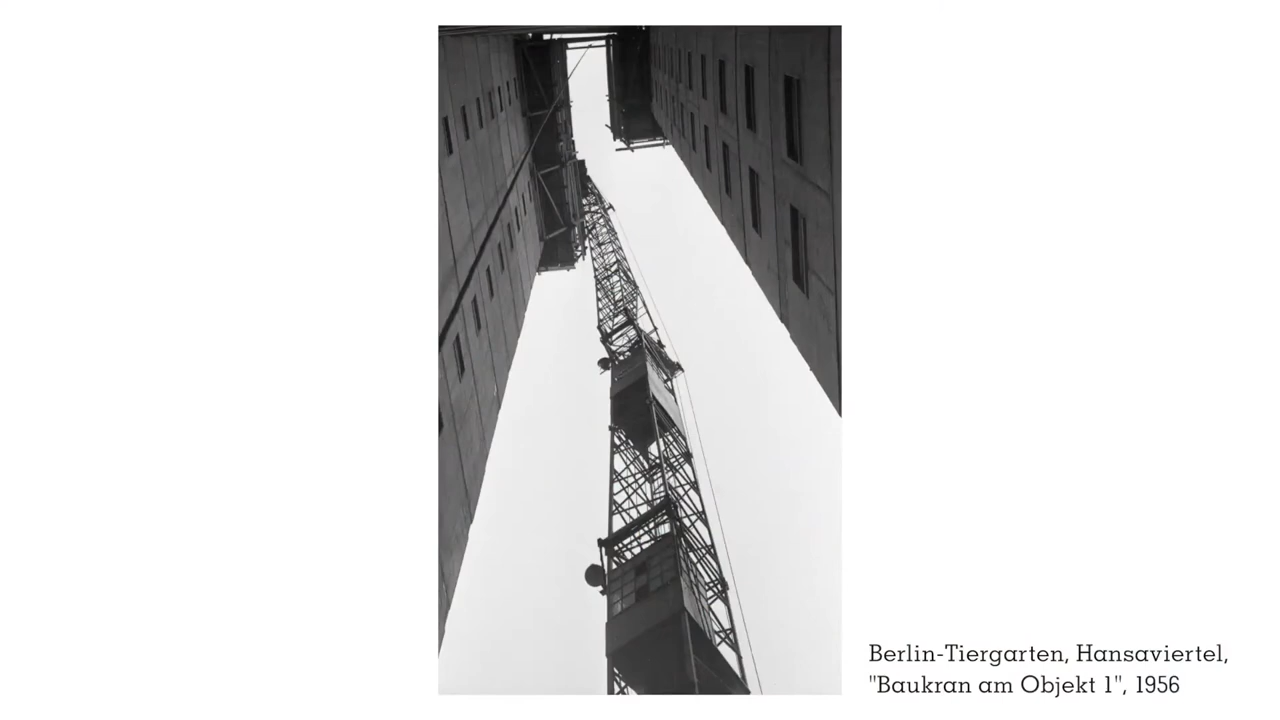 Berlin-Tiergarten, Hansaviertel,
"Baukran am Objekt 1", 1956